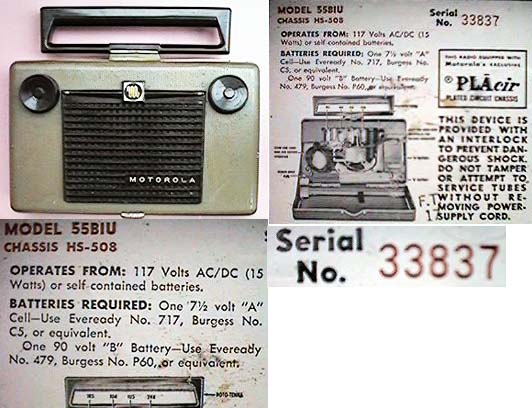 M
MOTOROLA
MODEL 55BIU
CHASSIS HS-508
Serial
No. 33837
OPERATES FROM: 117 Volts AC/DC (15
Watts) or self-contained batteries.
BATTERIES REQUIRED: One 7½ volt "A"
Cell—Use Eveready No. 717, Burgess No.
C5, or equivalent.
One 90 volt "B" Battery—Use Eveready
No. 479, Burgess P60, or equivalent.
THIS RADIO EQUIPPED WITH
Motorola's EXCLUSIVE
PLAcir
PLATED CIRCUIT CHASSIS
THIS DEVICE IS
PROVIDED WITH
AN INTERLOCK
TO PREVENT DAN-
GEROUS SHOCK.
DO NOT TAMPER
OR ATTEMPT TO
SERVICE TUBES
WITHOUT RE-
MOVING POWER-
SUPPLY CORD.
MODEL 55BIU
CHASSIS HS-508
OPERATES FROM: 117 Volts AC/DC (15
Watts) or self-contained batteries.
BATTERIES REQUIRED: One 7½ volt "A"
Cell—Use Eveready No. 717, Burgess No.
C5, or equivalent.
One 90 volt "B" Battery—Use Eveready
No. 479, Burgess P60, or equivalent.
ROTO-TENNA
Serial
No. 33837